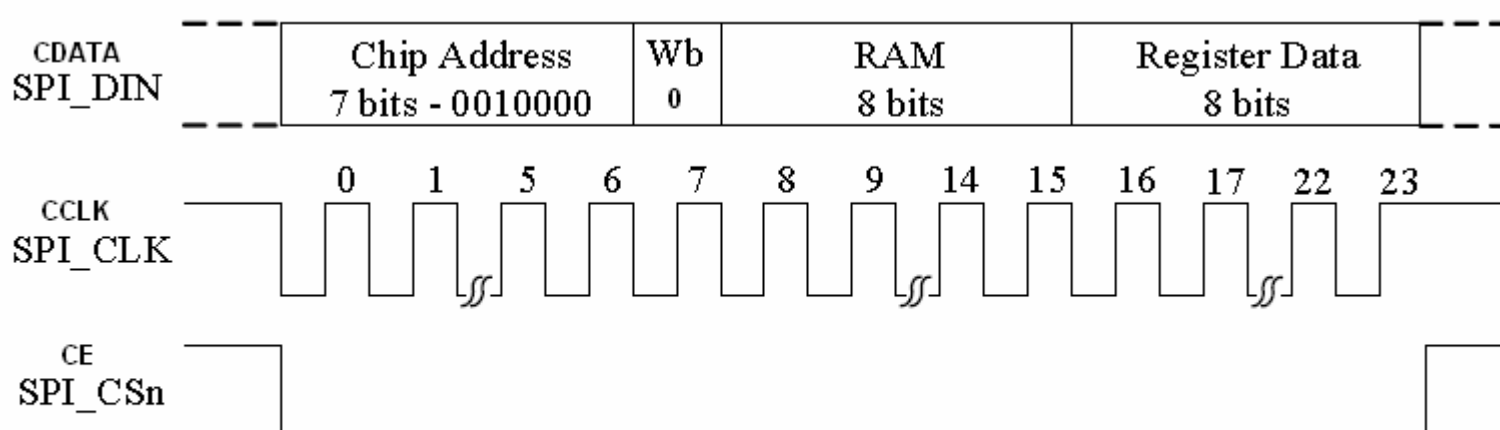 CDATA
SPI_DIN
Chip Address
7 bits - 0010000
Wb
0
RAM
8 bits
Register Data
8 bits
0 1 5 6 7 8 9 14 15 16 17 22 23
CCLK
SPI_CLK
CE
SPI_CSn